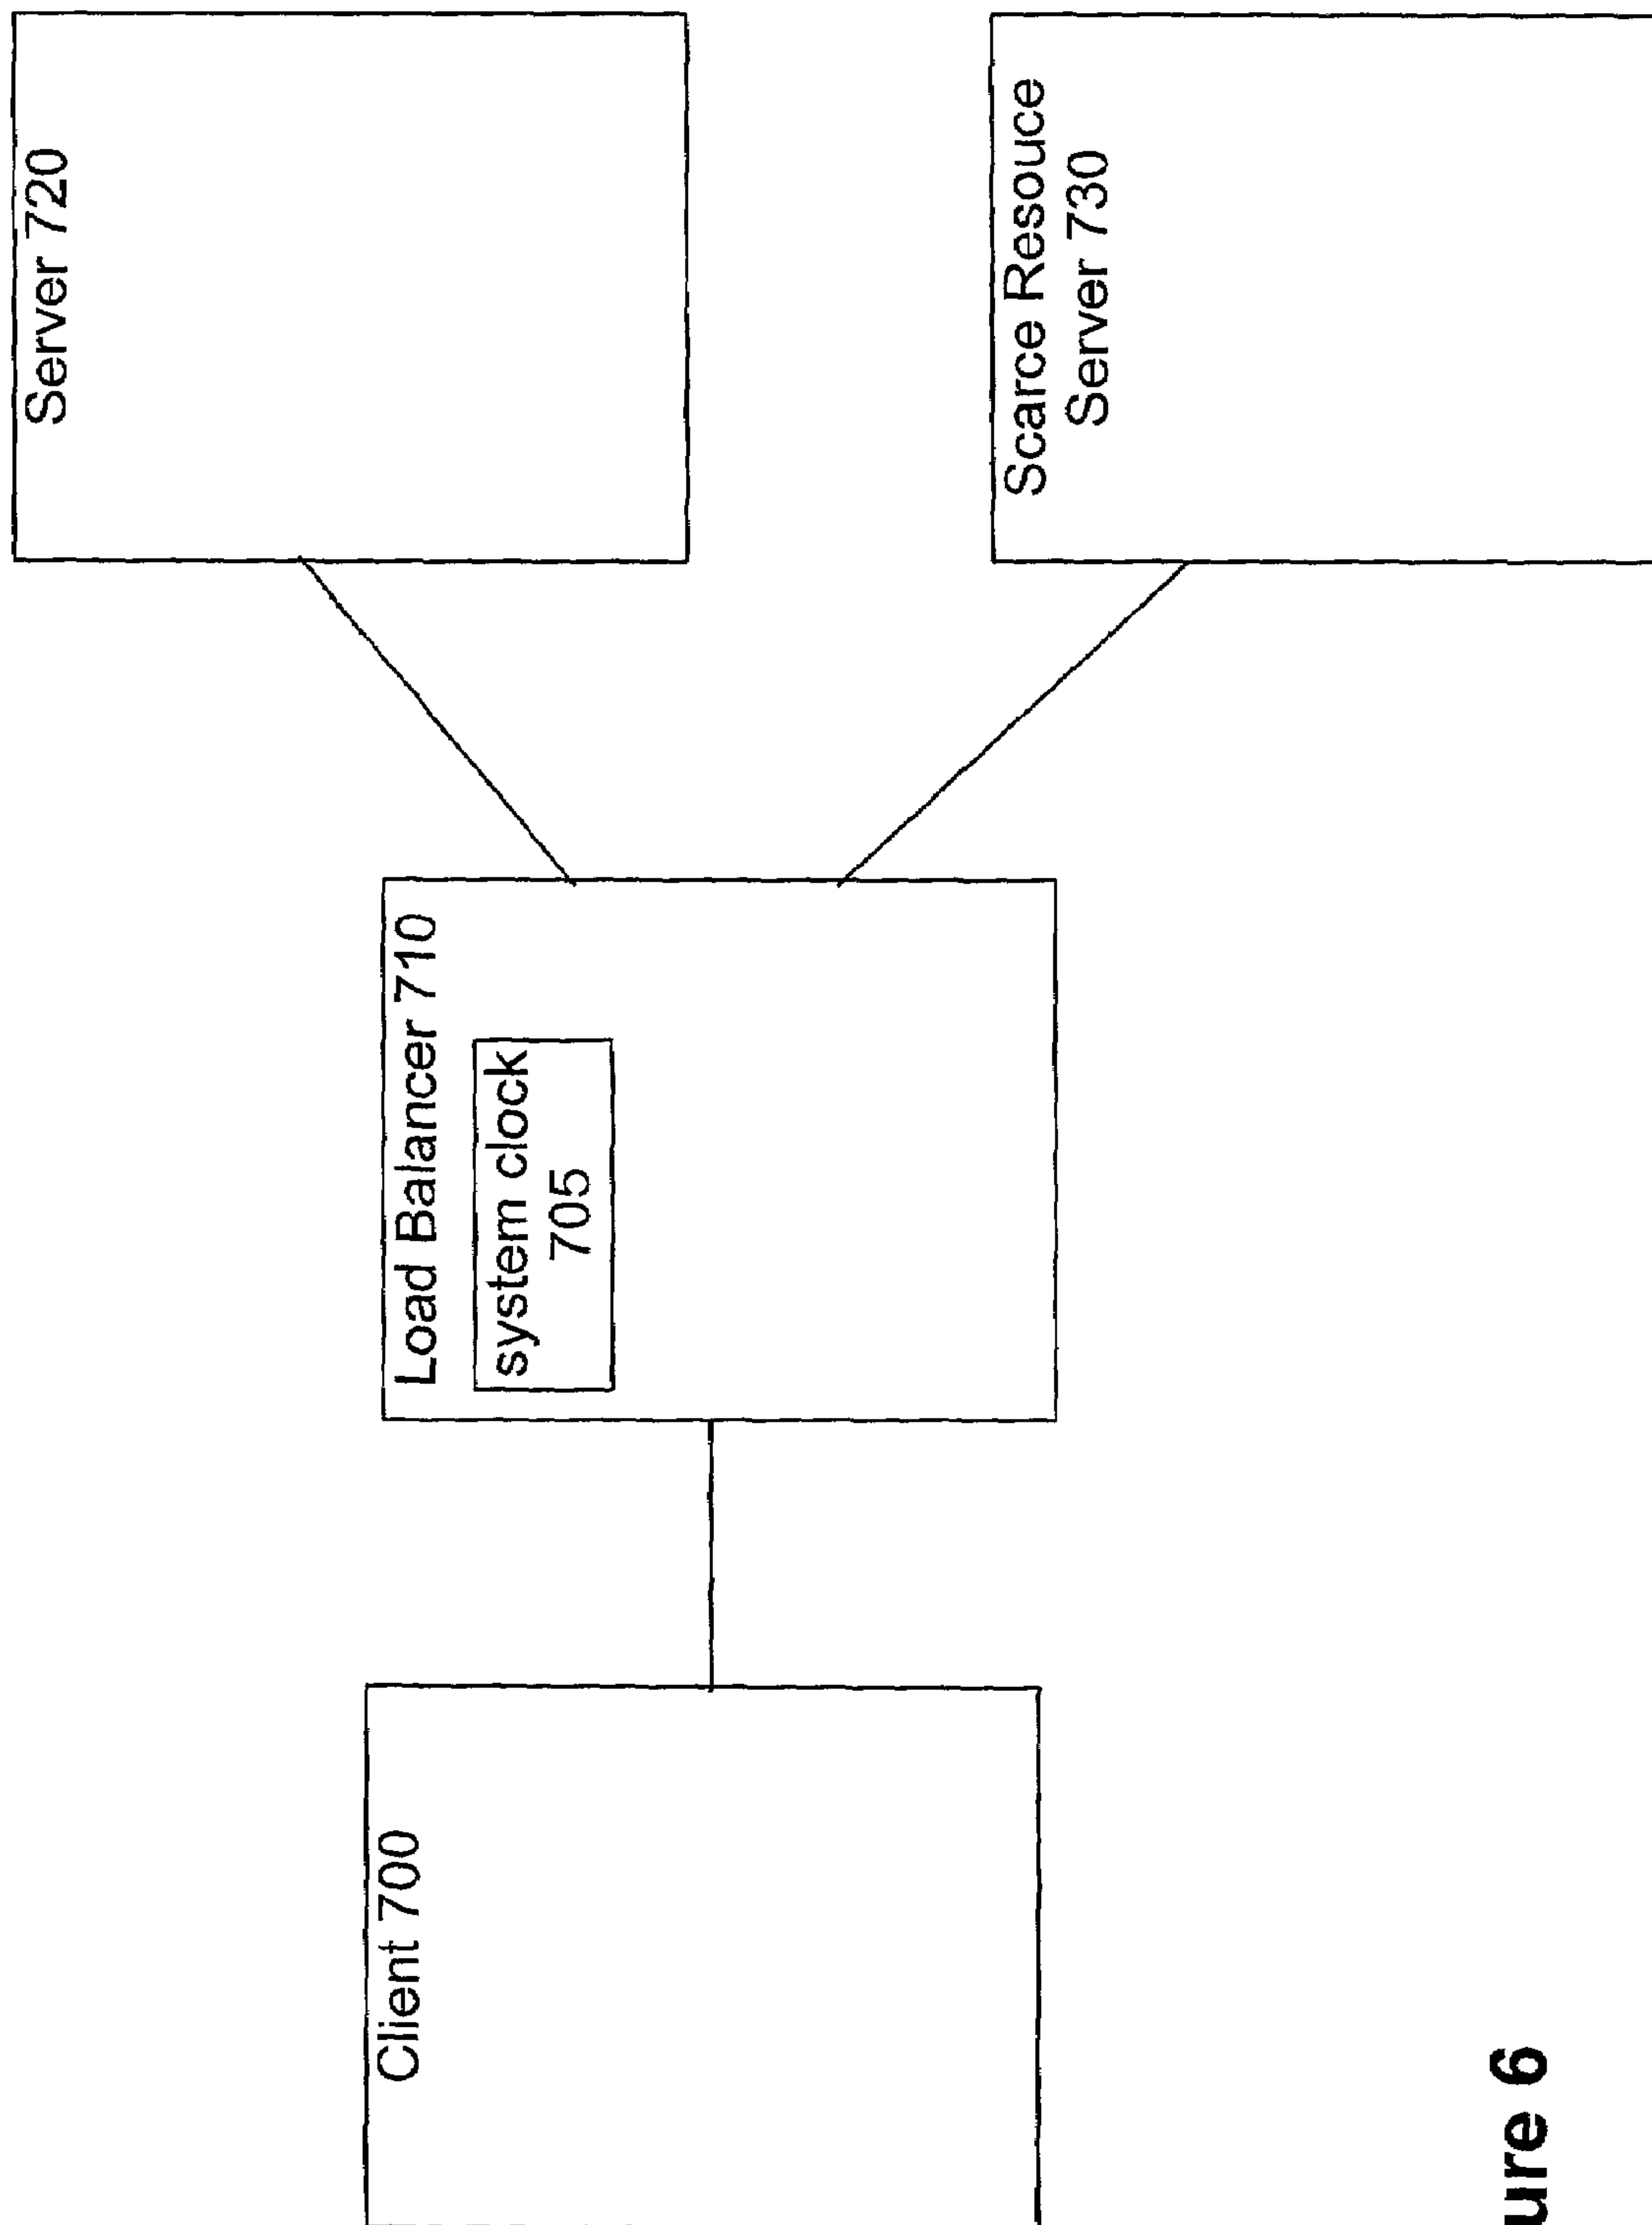 Client 700
Load Balancer 710
system clock
705
Server 720
Scarce Resouce
Server 730
ure 6